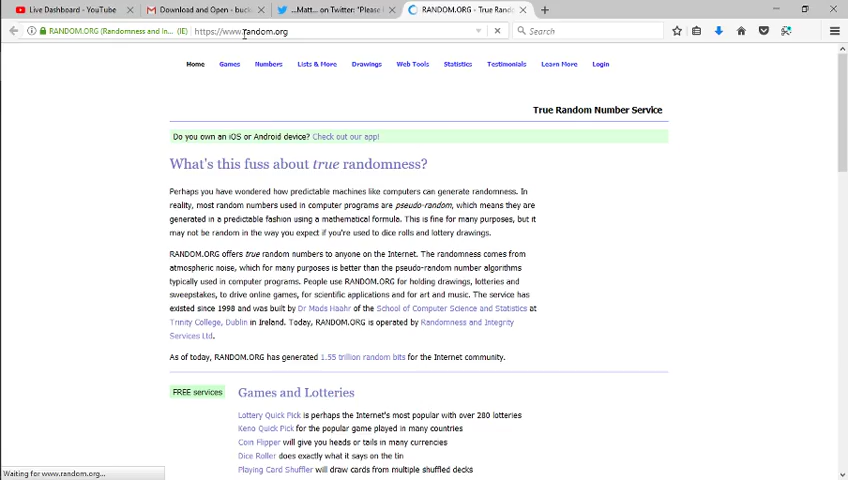 Live Dashboard - YouTube
Download and Open - buck
...Matt... on Twitter: "Please
RANDOM.ORG - True Rand
RANDOM.ORG (Randomness and In... (IE)
https://www.random.org
Search
Home Games Numbers Lists & More Drawings Web Tools Statistics Testimonials Learn More Login
True Random Number Service
Do you own an iOS or Android device? Check out our app!
What's this fuss about true randomness?
Perhaps you have wondered how predictable machines like computers can generate randomness. In
reality, most random numbers used in computer programs are pseudo-random, which means they are
generated in a predictable fashion using a mathematical formula. This is fine for many purposes, but it
may not be random in the way you expect if you're used to dice rolls and lottery drawings.
RANDOM.ORG offers true random numbers to anyone on the Internet. The randomness comes from
atmospheric noise, which for many purposes is better than the pseudo-random number algorithms
typically used in computer programs. People use RANDOM.ORG for holding drawings, lotteries and
sweepstakes, to drive online games, for scientific applications and for art and music. The service has
existed since 1998 and was built by Dr Mads Haahr of the School of Computer Science and Statistics at
Trinity College, Dublin in Ireland. Today, RANDOM.ORG is operated by Randomness and Integrity
Services Ltd.
As of today, RANDOM.ORG has generated 1.55 trillion random bits for the Internet community.
FREE services
Games and Lotteries
Lottery Quick Pick is perhaps the Internet's most popular with over 280 lotteries
Keno Quick Pick for the popular game played in many countries
Coin Flipper will give you heads or tails in many currencies
Dice Roller does exactly what it says on the tin
Playing Card Shuffler will draw cards from multiple shuffled decks
Waiting for www.random.org...